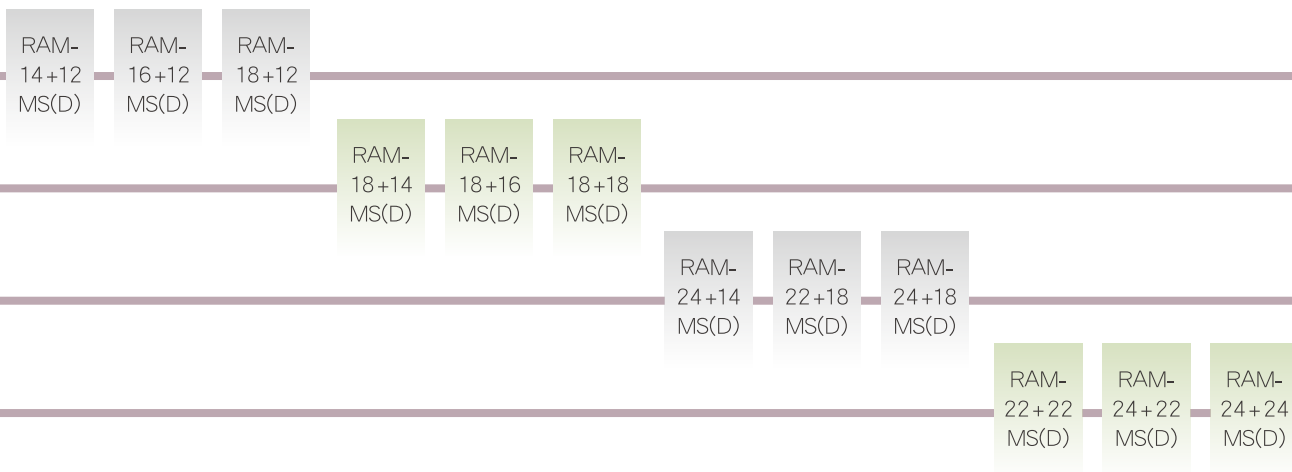 RAM-
14+12
MS(D)
RAM-
16+12
MS(D)
RAM-
18+12
MS(D)
RAM-
18+14
MS(D)
RAM-
18+16
MS(D)
RAM-
18+18
MS(D)
RAM-
24+14
MS(D)
RAM-
22+18
MS(D)
RAM-
24+18
MS(D)
RAM-
22+22
MS(D)
RAM-
24+22
MS(D)
RAM-
24+24
MS(D)